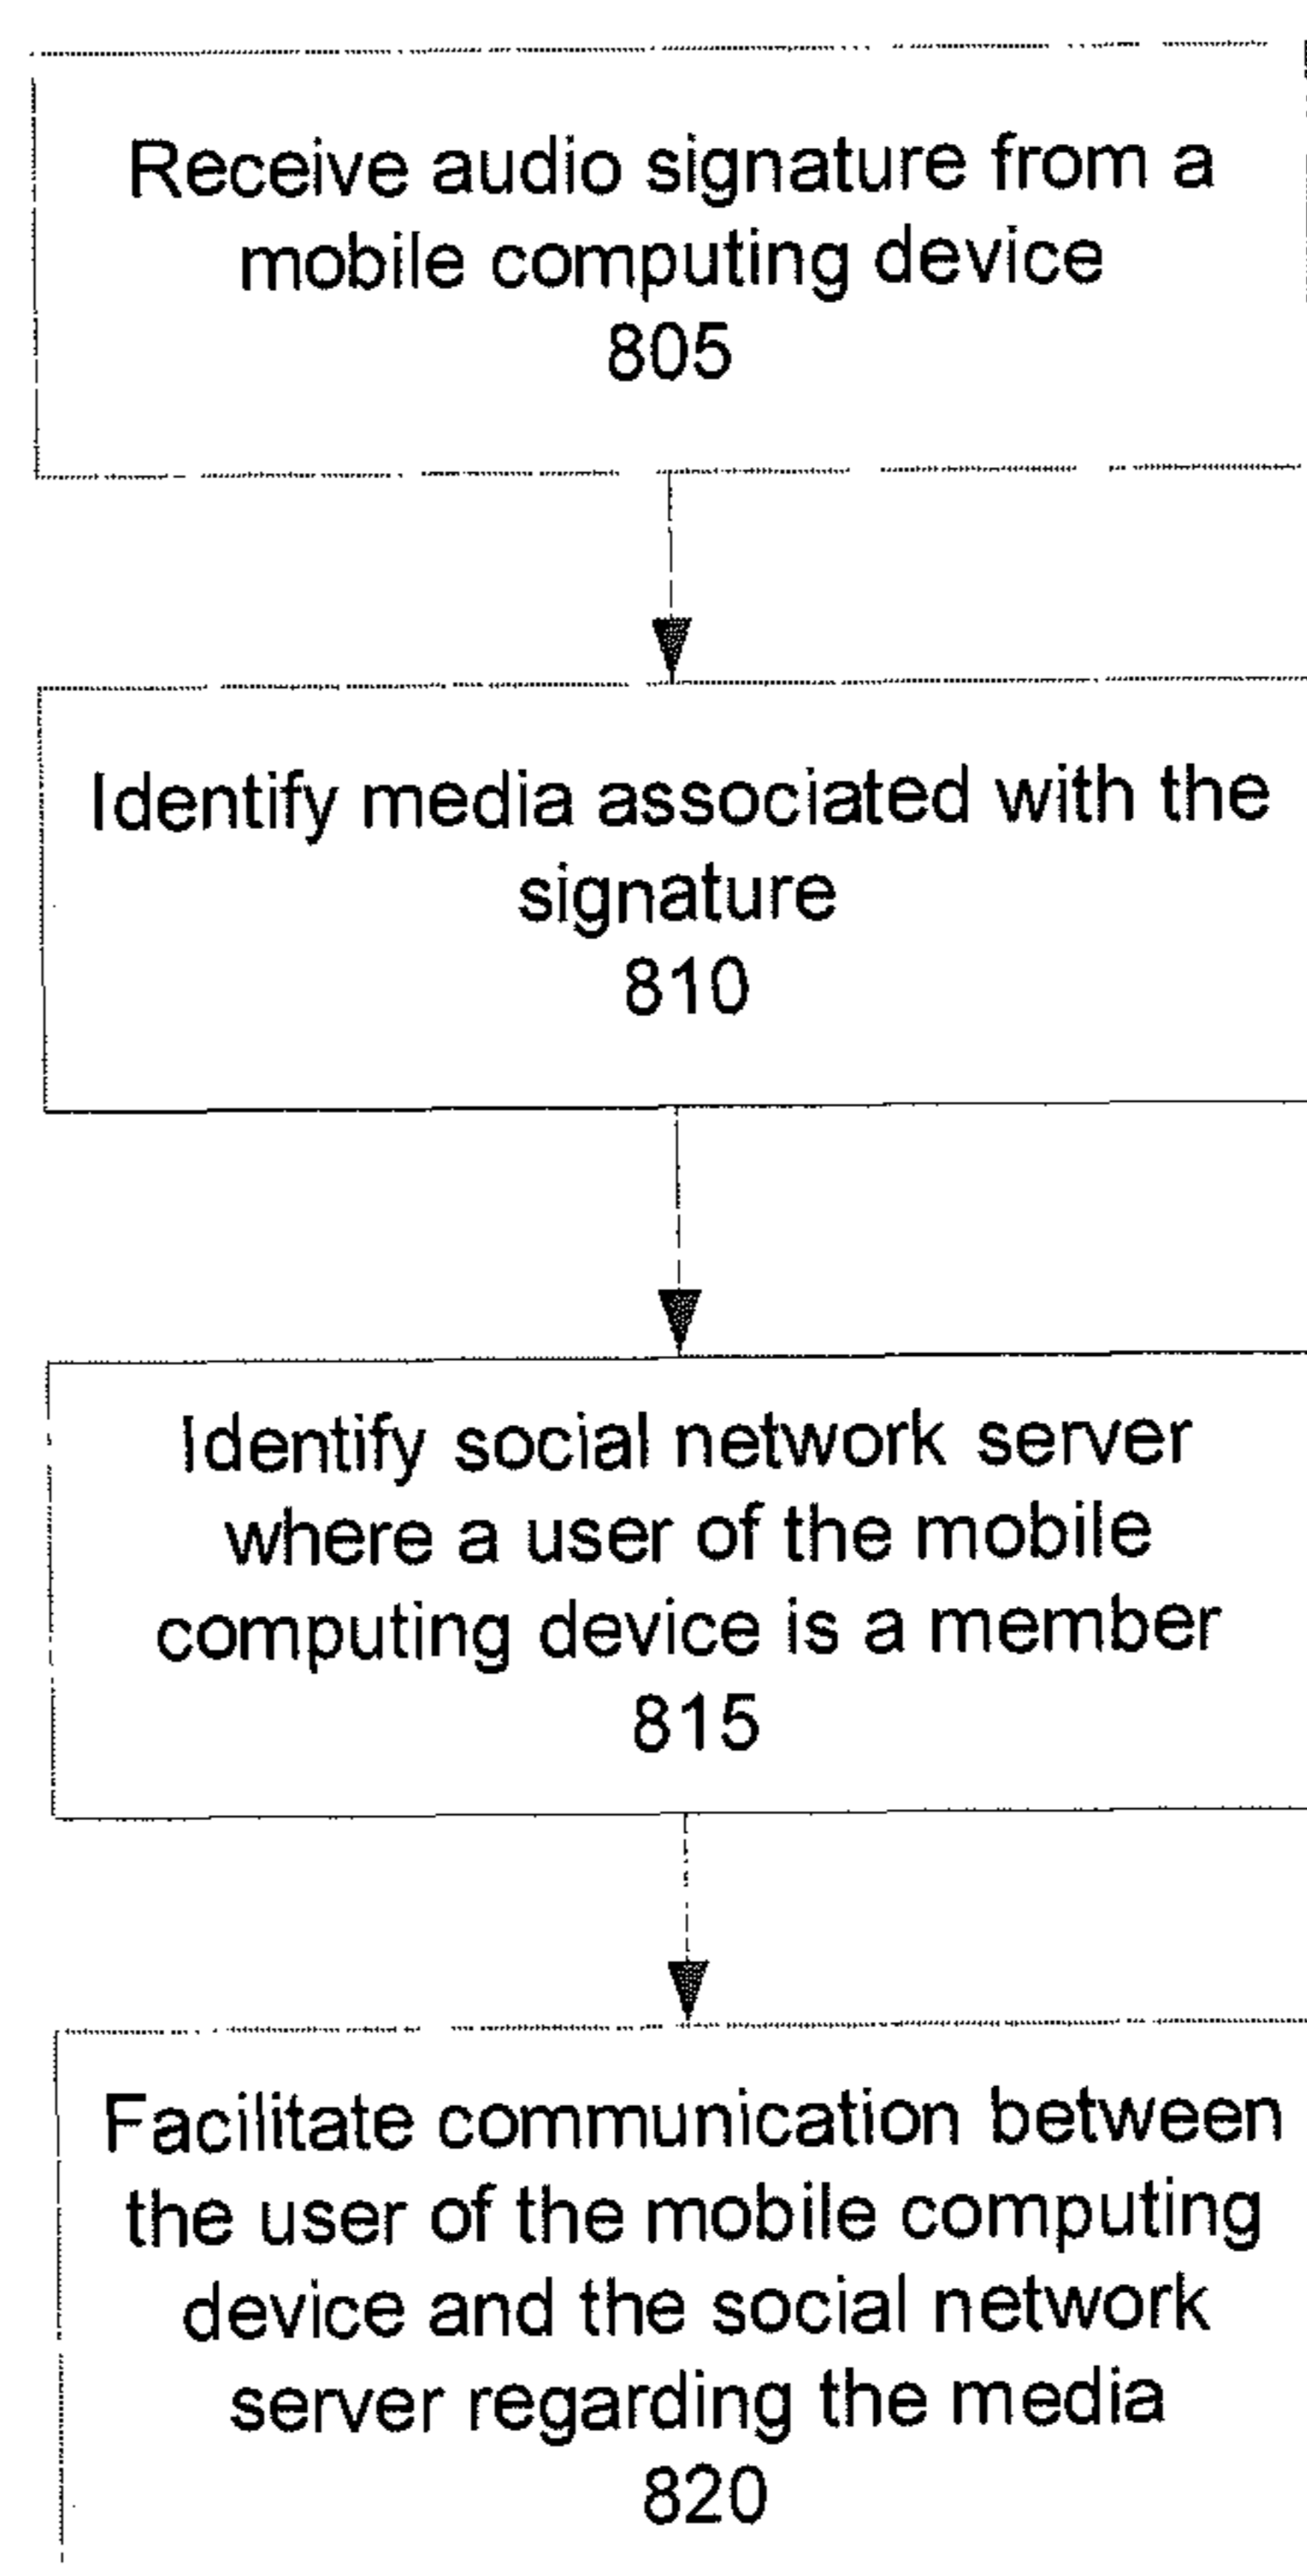 Receive audio signature from a
mobile computing device
805
Identify media associated with the
signature
810
Identify social network server
where a user of the mobile
computing device is a member
815
Facilitate communication between
the user of the mobile computing
device and the social network
server regarding the media
820